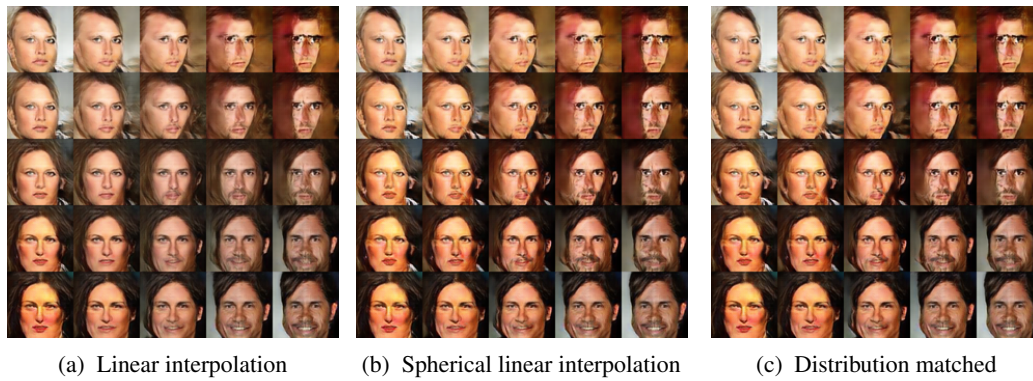 (a) Linear interpolation
(b) Spherical linear interpolation
(c) Distribution matched